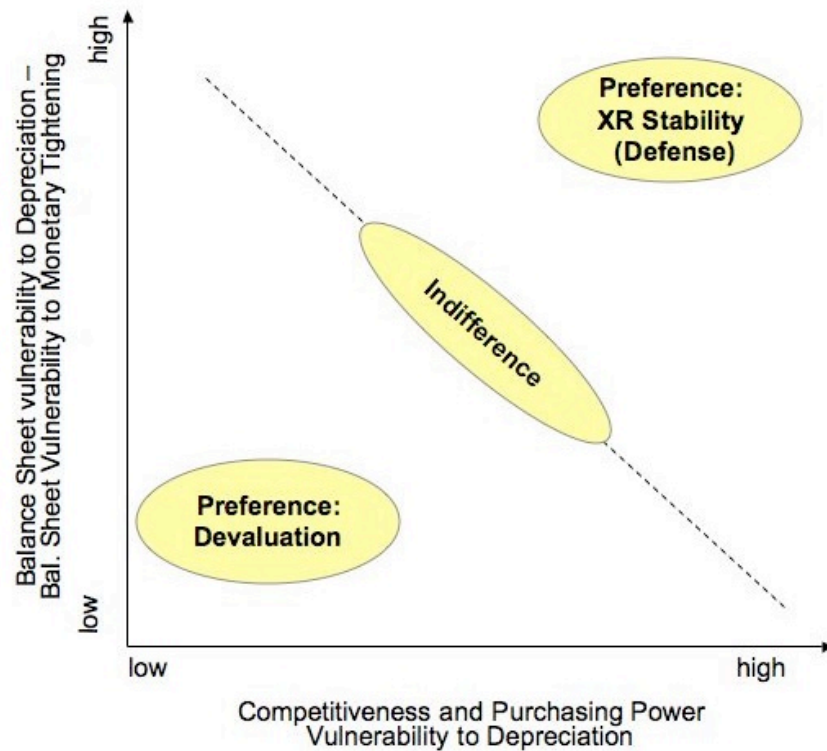 high
Balance Sheet vulnerability to Depreciation –
Bal. Sheet Vulnerability to Monetary Tightening
low
Preference:
XR Stability
(Defense)
Indifference
Preference:
Devaluation
low
high
Competitiveness and Purchasing Power
Vulnerability to Depreciation